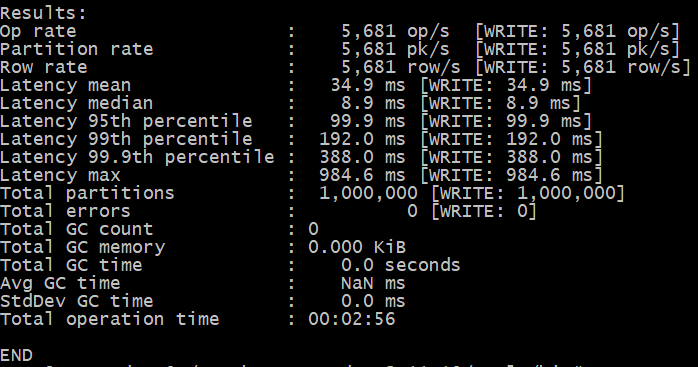 Results:
Op rate                   :    5,681 op/s  [WRITE: 5,681 op/s]
Partition rate            :    5,681 pk/s  [WRITE: 5,681 pk/s]
Row rate                  :    5,681 row/s [WRITE: 5,681 row/s]
Latency mean              :   34.9 ms [WRITE: 34.9 ms]
Latency median            :    8.9 ms [WRITE: 8.9 ms]
Latency 95th percentile   :   99.9 ms [WRITE: 99.9 ms]
Latency 99th percentile   :  192.0 ms [WRITE: 192.0 ms]
Latency 99.9th percentile :  388.0 ms [WRITE: 388.0 ms]
Latency max               :  984.6 ms [WRITE: 984.6 ms]
Total partitions          :  1,000,000 [WRITE: 1,000,000]
Total errors              :          0 [WRITE: 0]
Total GC count            : 0
Total GC memory           : 0.000 KiB
Total GC time             :    0.0 seconds
Avg GC time               :    NaN ms
StdDev GC time            :    0.0 ms
Total operation time      : 00:02:56
END